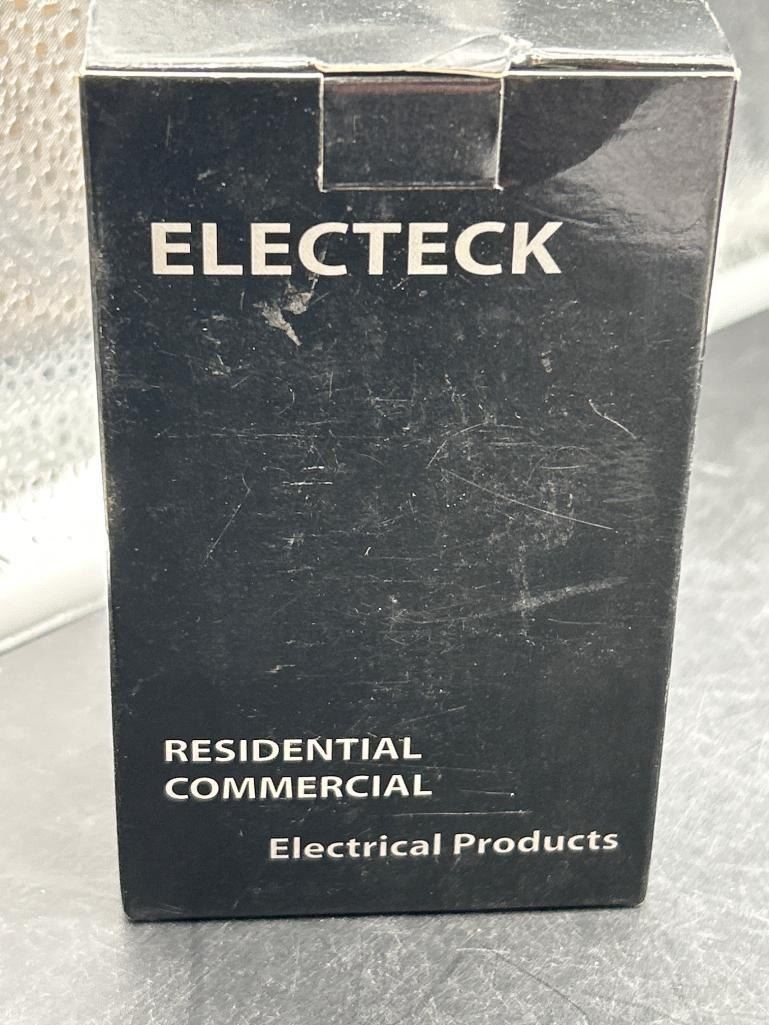 ELECTECK
RESIDENTIAL
COMMERCIAL
Electrical Products